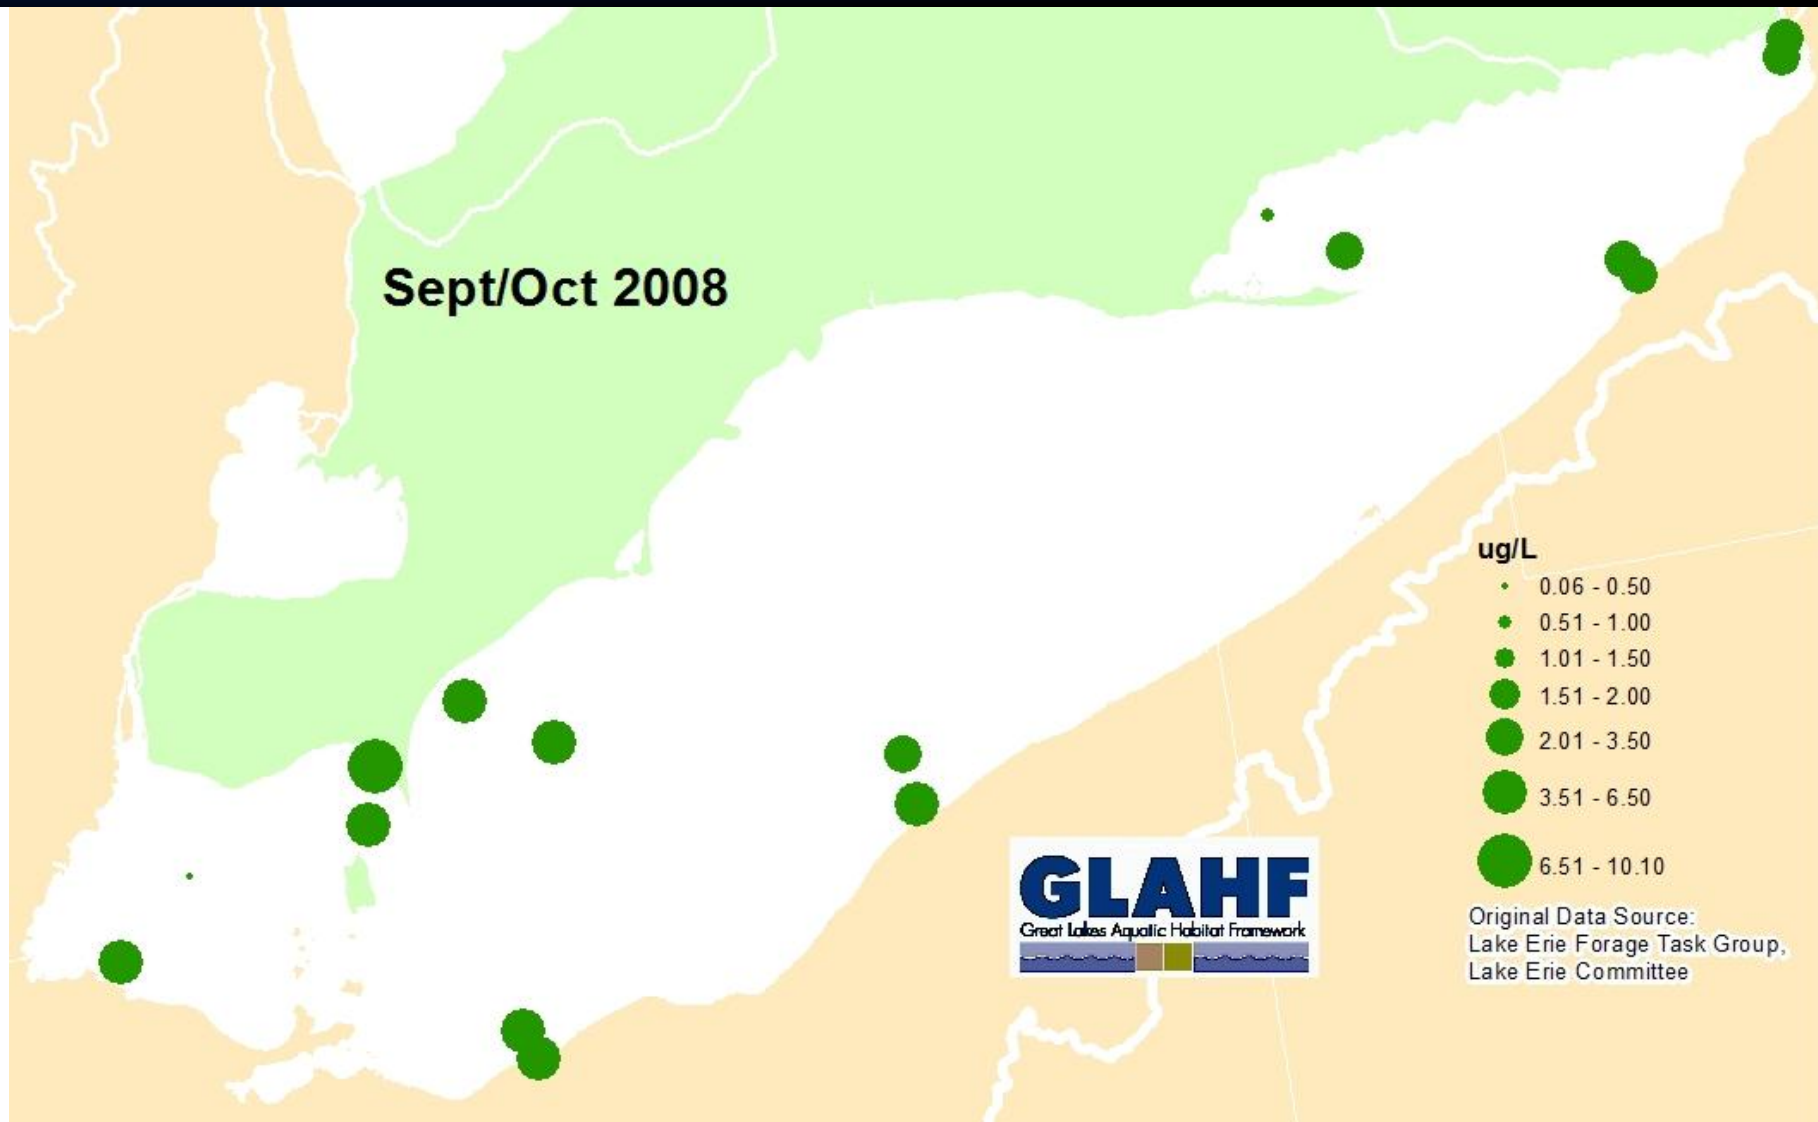 Sept/Oct 2008
ug/L
0.06 - 0.50
0.51 - 1.00
1.01 - 1.50
1.51 - 2.00
2.01 - 3.50
3.51 - 6.50
6.51 - 10.10
GLAHF
Great Lakes Aquatic Habitat Framework
Original Data Source:
Lake Erie Forage Task Group,
Lake Erie Committee